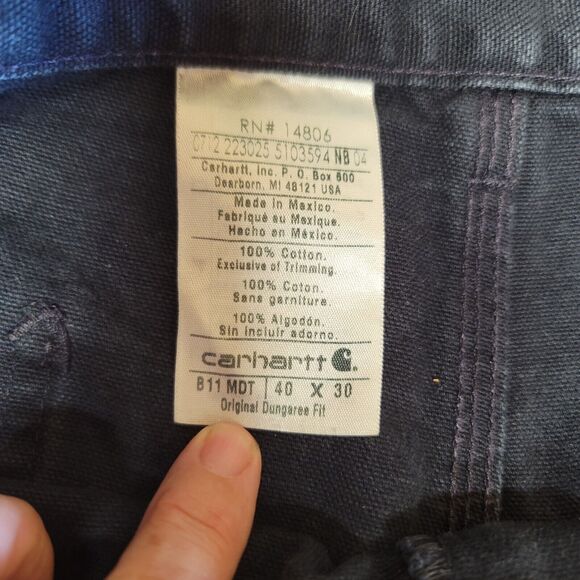 RN# 14806
0712 223025 5103594 NB 04
Carhartt, Inc. P. O. Box 600
Dearborn, MI 48121 USA
Made in Mexico.
Fabriqué au Mexique.
Hecho en México.
100% Cotton.
Exclusive of Trimming.
100% Coton.
Sans garniture.
100% Algodón.
Sin incluir adorno.
carhartt
B11 MDT 40 X 30
Original Dungaree Fit